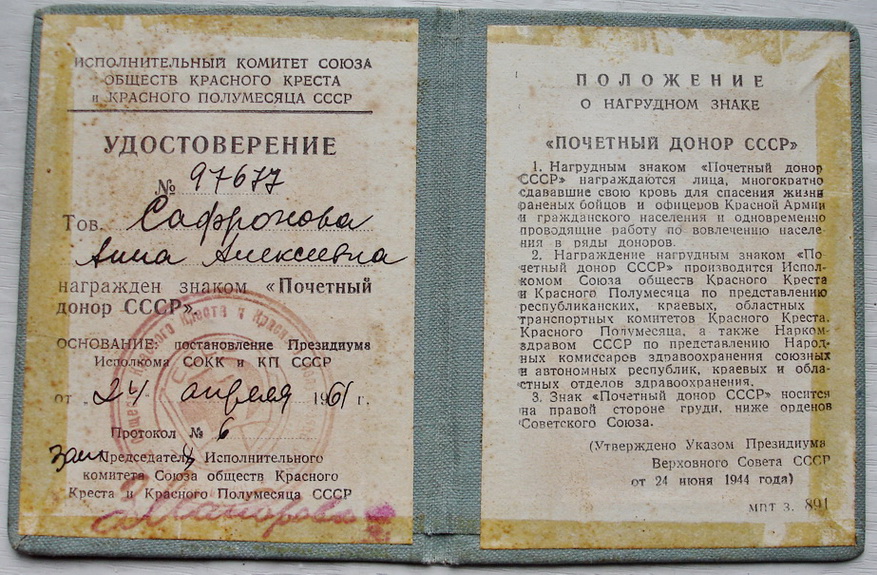 ИСПОЛНИТЕЛЬНЫЙ КОМИТЕТ СОЮЗА
ОБЩЕСТВ КРАСНОГО КРЕСТА
и КРАСНОГО ПОЛУМЕСЯЦА СССР
УДОСТОВЕРЕНИЕ
№ 97677
Тов. Сафронова
Анна Алексеевна
награжден знаком «Почетный
донор СССР».
ОСНОВАНИЕ: постановление Президиума
Исполкома СОКК и КП СССР
от „24 апреля 1961 г.
Протокол № 6
Зам Председателя Исполнительного
комитета Союза обществ Красного
Креста и Красного Полумесяца СССР
ПОЛОЖЕНИЕ
О НАГРУДНОМ ЗНАКЕ
«ПОЧЕТНЫЙ ДОНОР СССР»
1. Нагрудным знаком «Почетный донор
СССР» награждаются лица, многократно
сдававшие свою кровь для спасения жизни
раненых бойцов и офицеров Красной Армии
и гражданского населения и одновременно
проводящие работу по вовлечению населе-
ния в ряды доноров.
2. Награждение нагрудным знаком «По
четный донор СССР» производится Испол-
комом Союза обществ Красного Креста
и Красного Полумесяца по представлению
республиканских, краевых, областных и
транспортных комитетов Красного Креста,
Красного Полумесяца, а также Нарком-
здравом СССР по представлению Народ-
ных комиссаров здравоохранения союзных
и автономных республик, краевых и обла-
стных отделов здравоохранения.
3. Знак «Почетный донор СССР» носится
на правой стороне груди, ниже орденов
Советского Союза.
(Утверждено Указом Президиума
Верховного Совета СССР
от 24 июня 1944 года)
МПТ З. 891